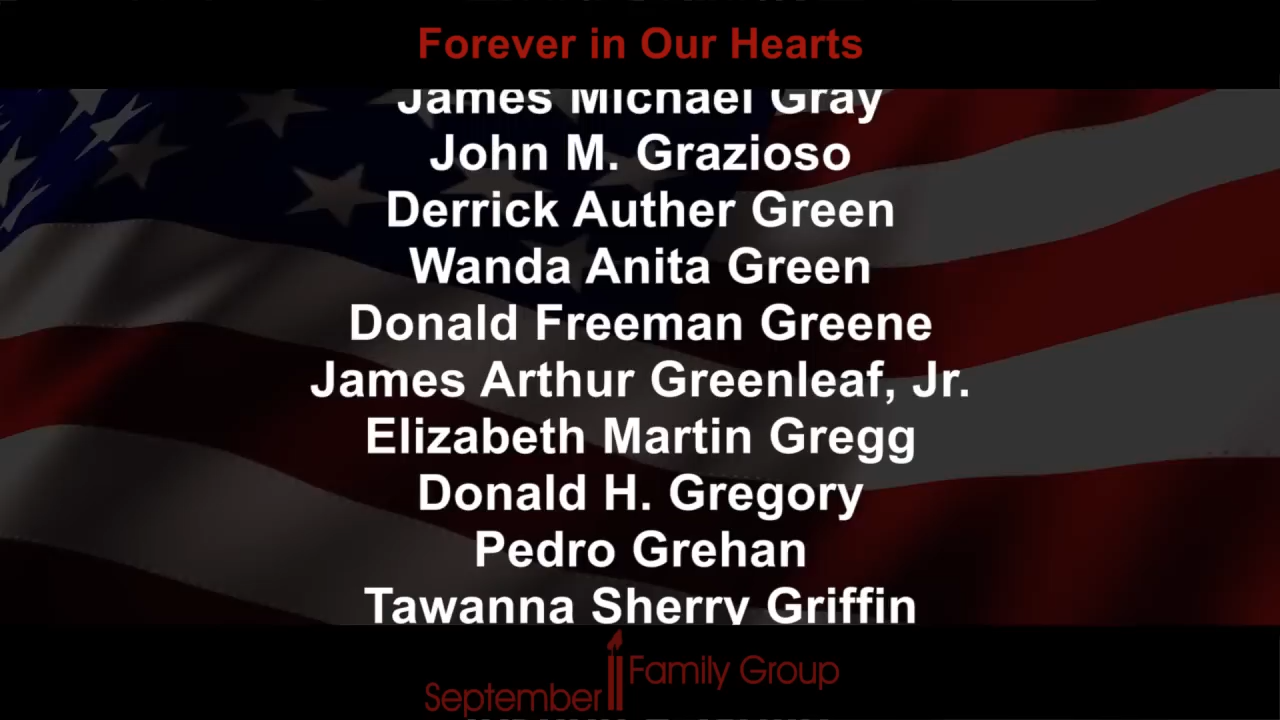 Forever in Our Hearts
James Michael Gray
John M. Grazioso
Derrick Auther Green
Wanda Anita Green
Donald Freeman Greene
James Arthur Greenleaf, Jr.
Elizabeth Martin Gregg
Donald H. Gregory
Pedro Grehan
Tawanna Sherry Griffin
September 11 Family Group